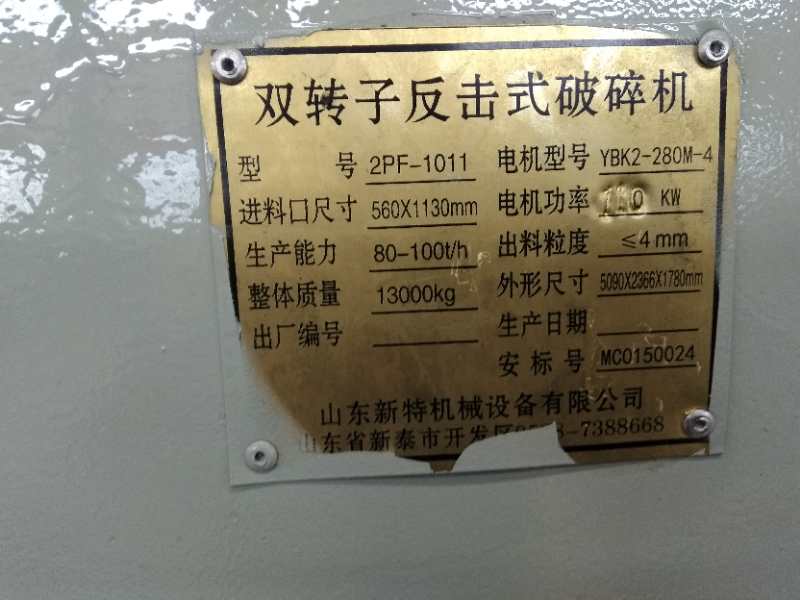 双转子反击式破碎机
型 号 2PF-1011 电机型号 YBK2-280M-4
进料口尺寸 560X1130mm 电机功率 KW
生产能力 80-100t/h 出料粒度 ≤4mm
整体质量 13000kg 外形尺寸 5090X2366X1780mm
出厂编号 生产日期
安标号 MC0150024
山东新特机械设备有限公司
山东省新泰市开发区 -7388668